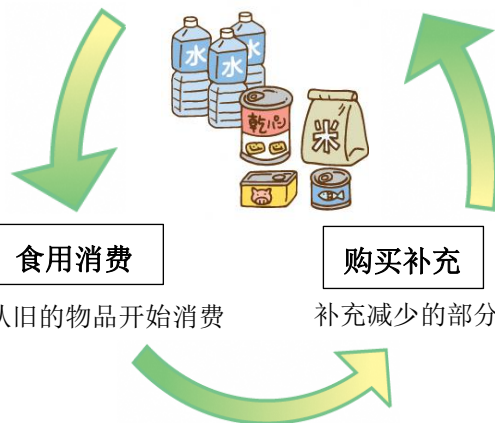 水
水
水
乾パン
米
食用消费
购买补充
从旧的物品开始消费
补充减少的部分